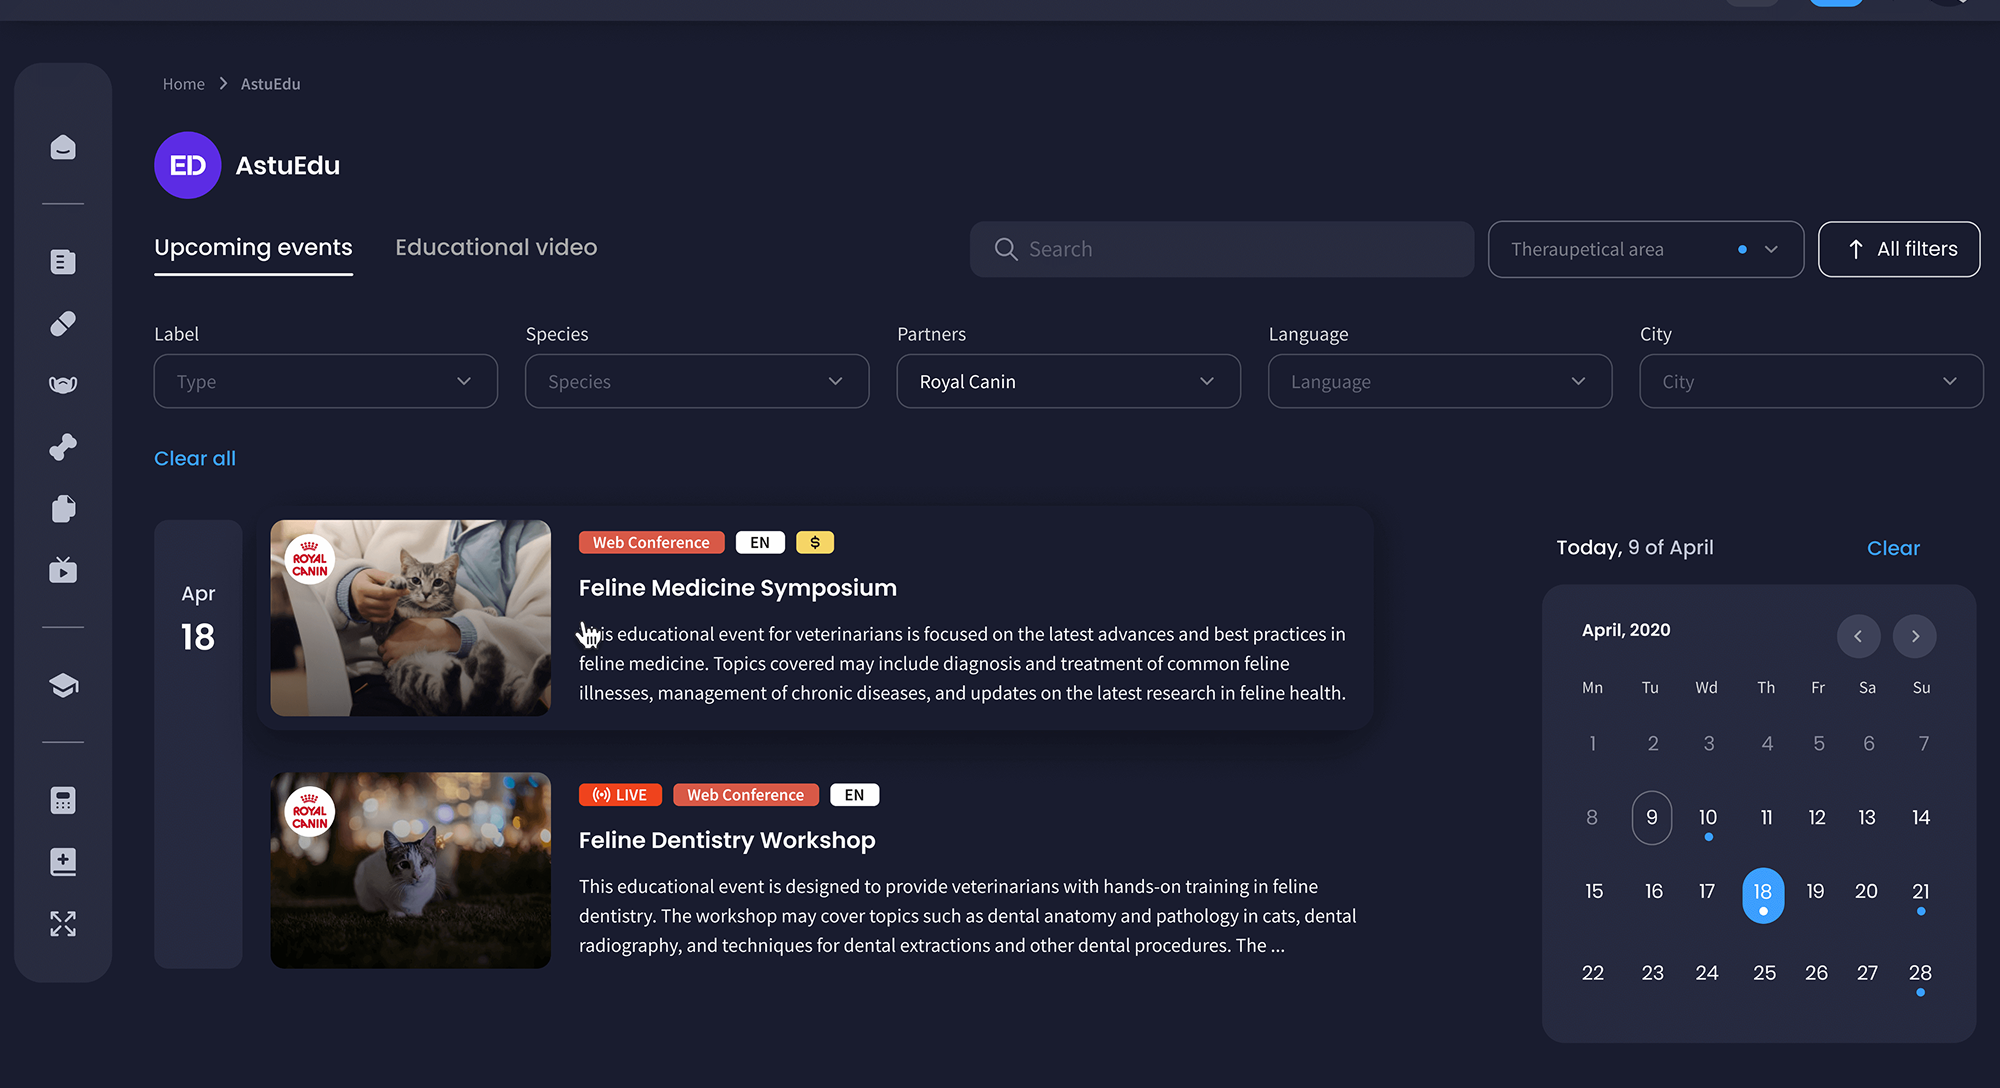 Home
AstuEdu
ED
AstuEdu
Upcoming events
Educational video
Search
Theraupetical area
All filters
Label
Species
Partners
Language
City
Type
Species
Royal Canin
Language
City
Clear all
Apr
18
ROYAL
CANIN
Web Conference
EN
$
Feline Medicine Symposium
is educational event for veterinarians is focused on the latest advances and best practices in
feline medicine. Topics covered may include diagnosis and treatment of common feline
illnesses, management of chronic diseases, and updates on the latest research in feline health.
ROYAL
CANIN
LIVE
Web Conference
EN
Feline Dentistry Workshop
This educational event is designed to provide veterinarians with hands-on training in feline
dentistry. The workshop may cover topics such as dental anatomy and pathology in cats, dental
radiography, and techniques for dental extractions and other dental procedures. The ...
Today, 9 of April
Clear
April, 2020
Mn Tu Wd Th Fr Sa Su
1 2 3 4 5 6 7
8 9 10 11 12 13 14
15 16 17 18 19 20 21
22 23 24 25 26 27 28